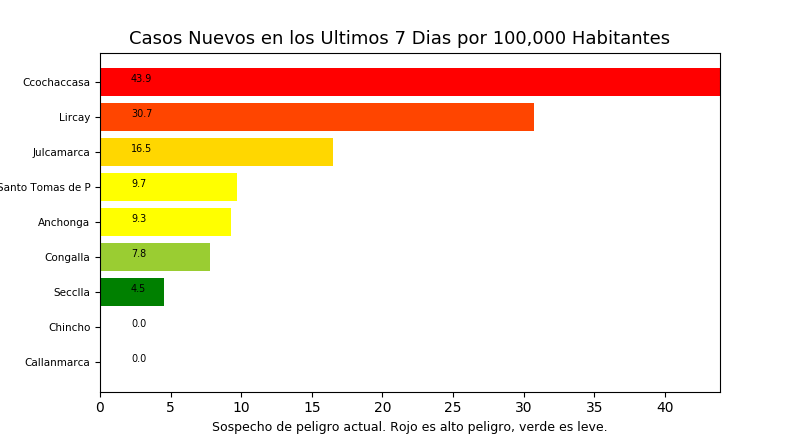 Casos Nuevos en los Ultimos 7 Dias por 100,000 Habitantes
Ccochaccasa 43.9
Lircay 30.7
Julcamarca 16.5
Santo Tomas de P 9.7
Anchonga 9.3
Congalla 7.8
Secclla 4.5
Chincho 0.0
Callanmarca 0.0
0 5 10 15 20 25 30 35 40
Sospecho de peligro actual. Rojo es alto peligro, verde es leve.